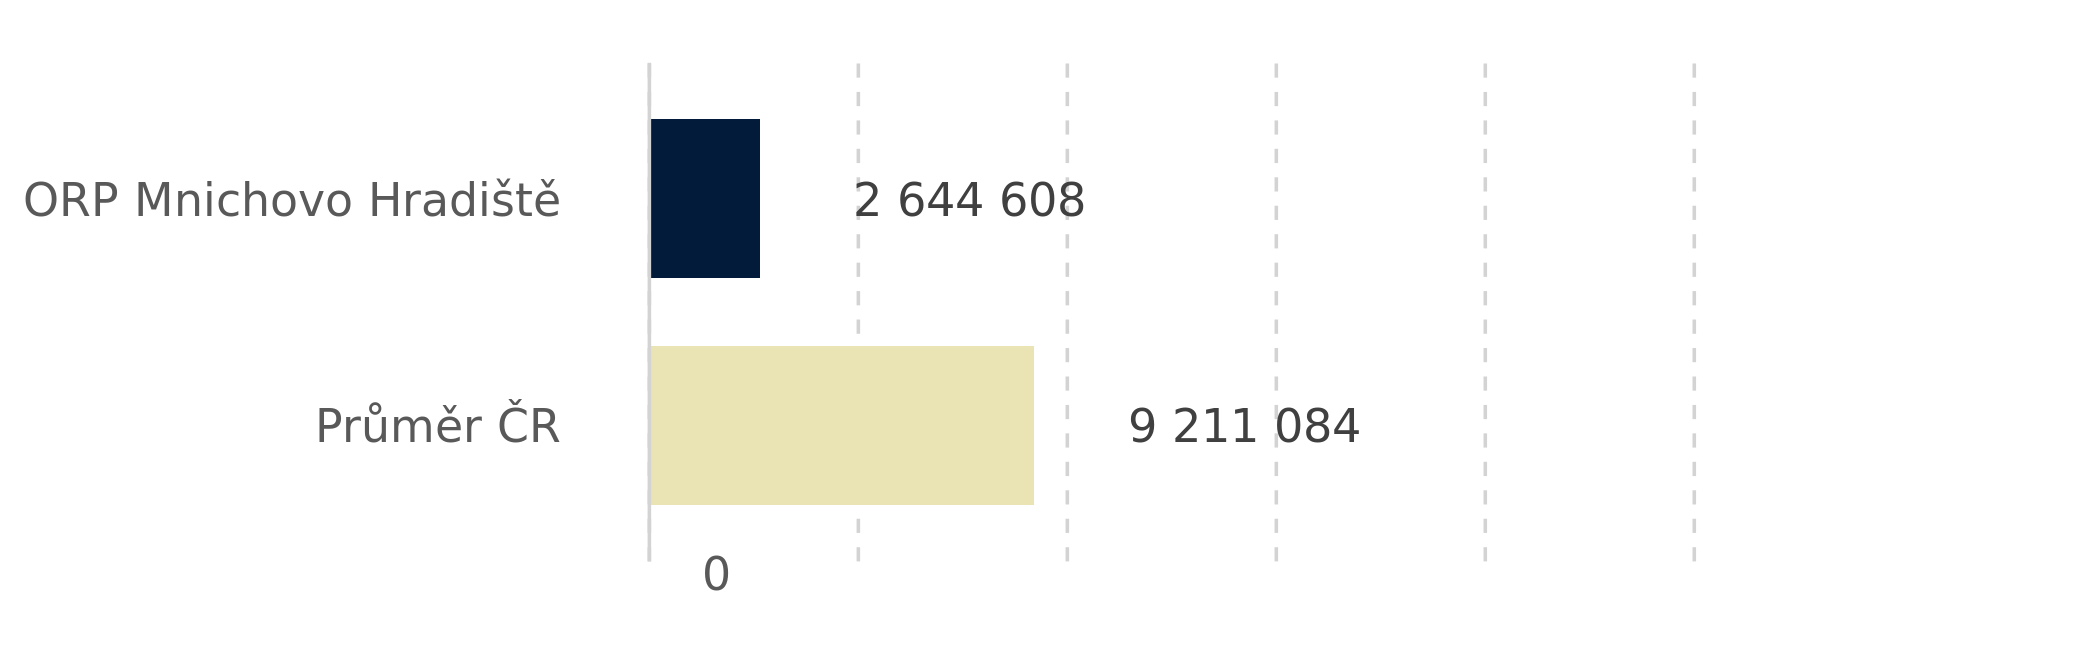 ORP Mnichovo Hradiště 2 644 608
Průměr ČR 9 211 084
0